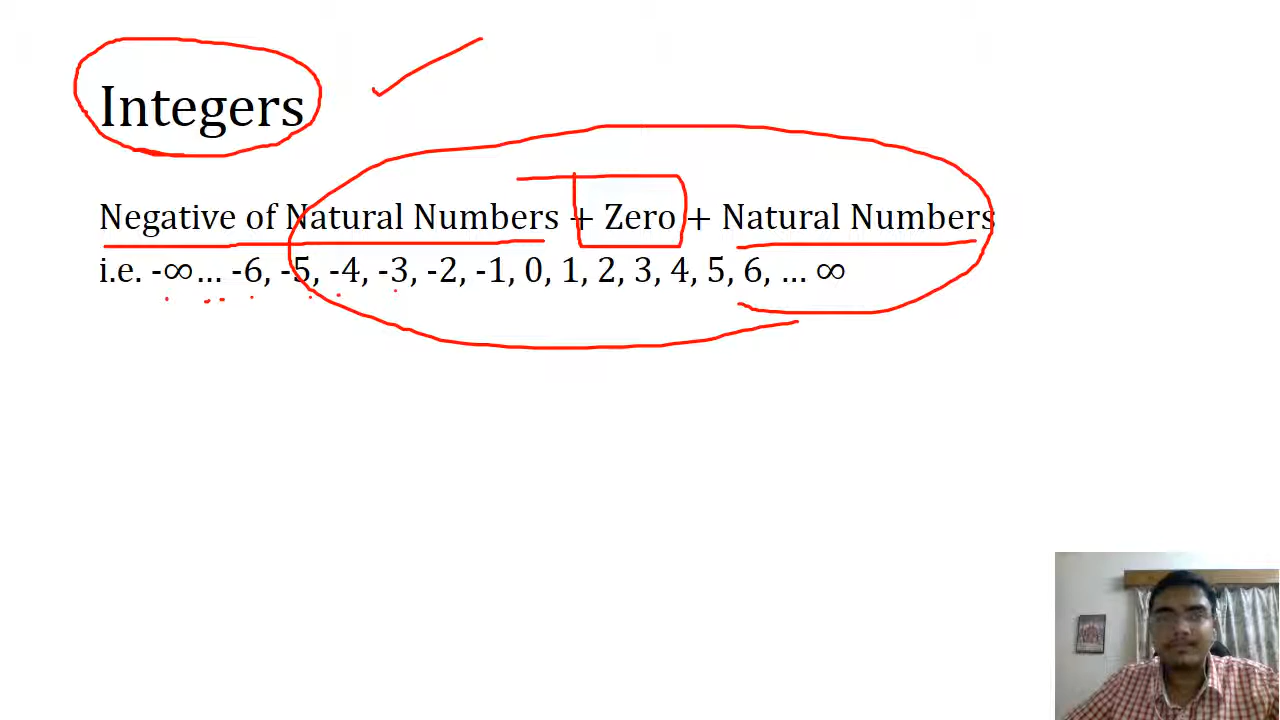 Integers
Negative of Natural Numbers + Zero + Natural Numbers
i.e. -∞... -6, -5, -4, -3, -2, -1, 0, 1, 2, 3, 4, 5, 6, ... ∞